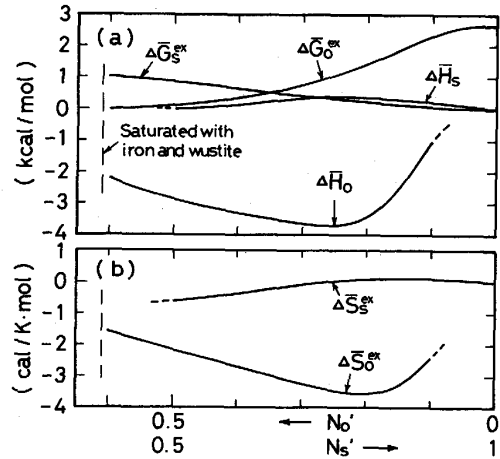 3
2
1
0
-1
-2
-3
-4
( kcal / mol )
(a)
ΔG̅s^ex
ΔG̅o^ex
ΔH̅s
Saturated with
iron and wustite
ΔH̅o
1
0
-1
-2
-3
-4
(cal / K·mol)
(b)
ΔS̅s^ex
ΔS̅o^ex
0.5 ← No' 0
0.5 Ns' → 1